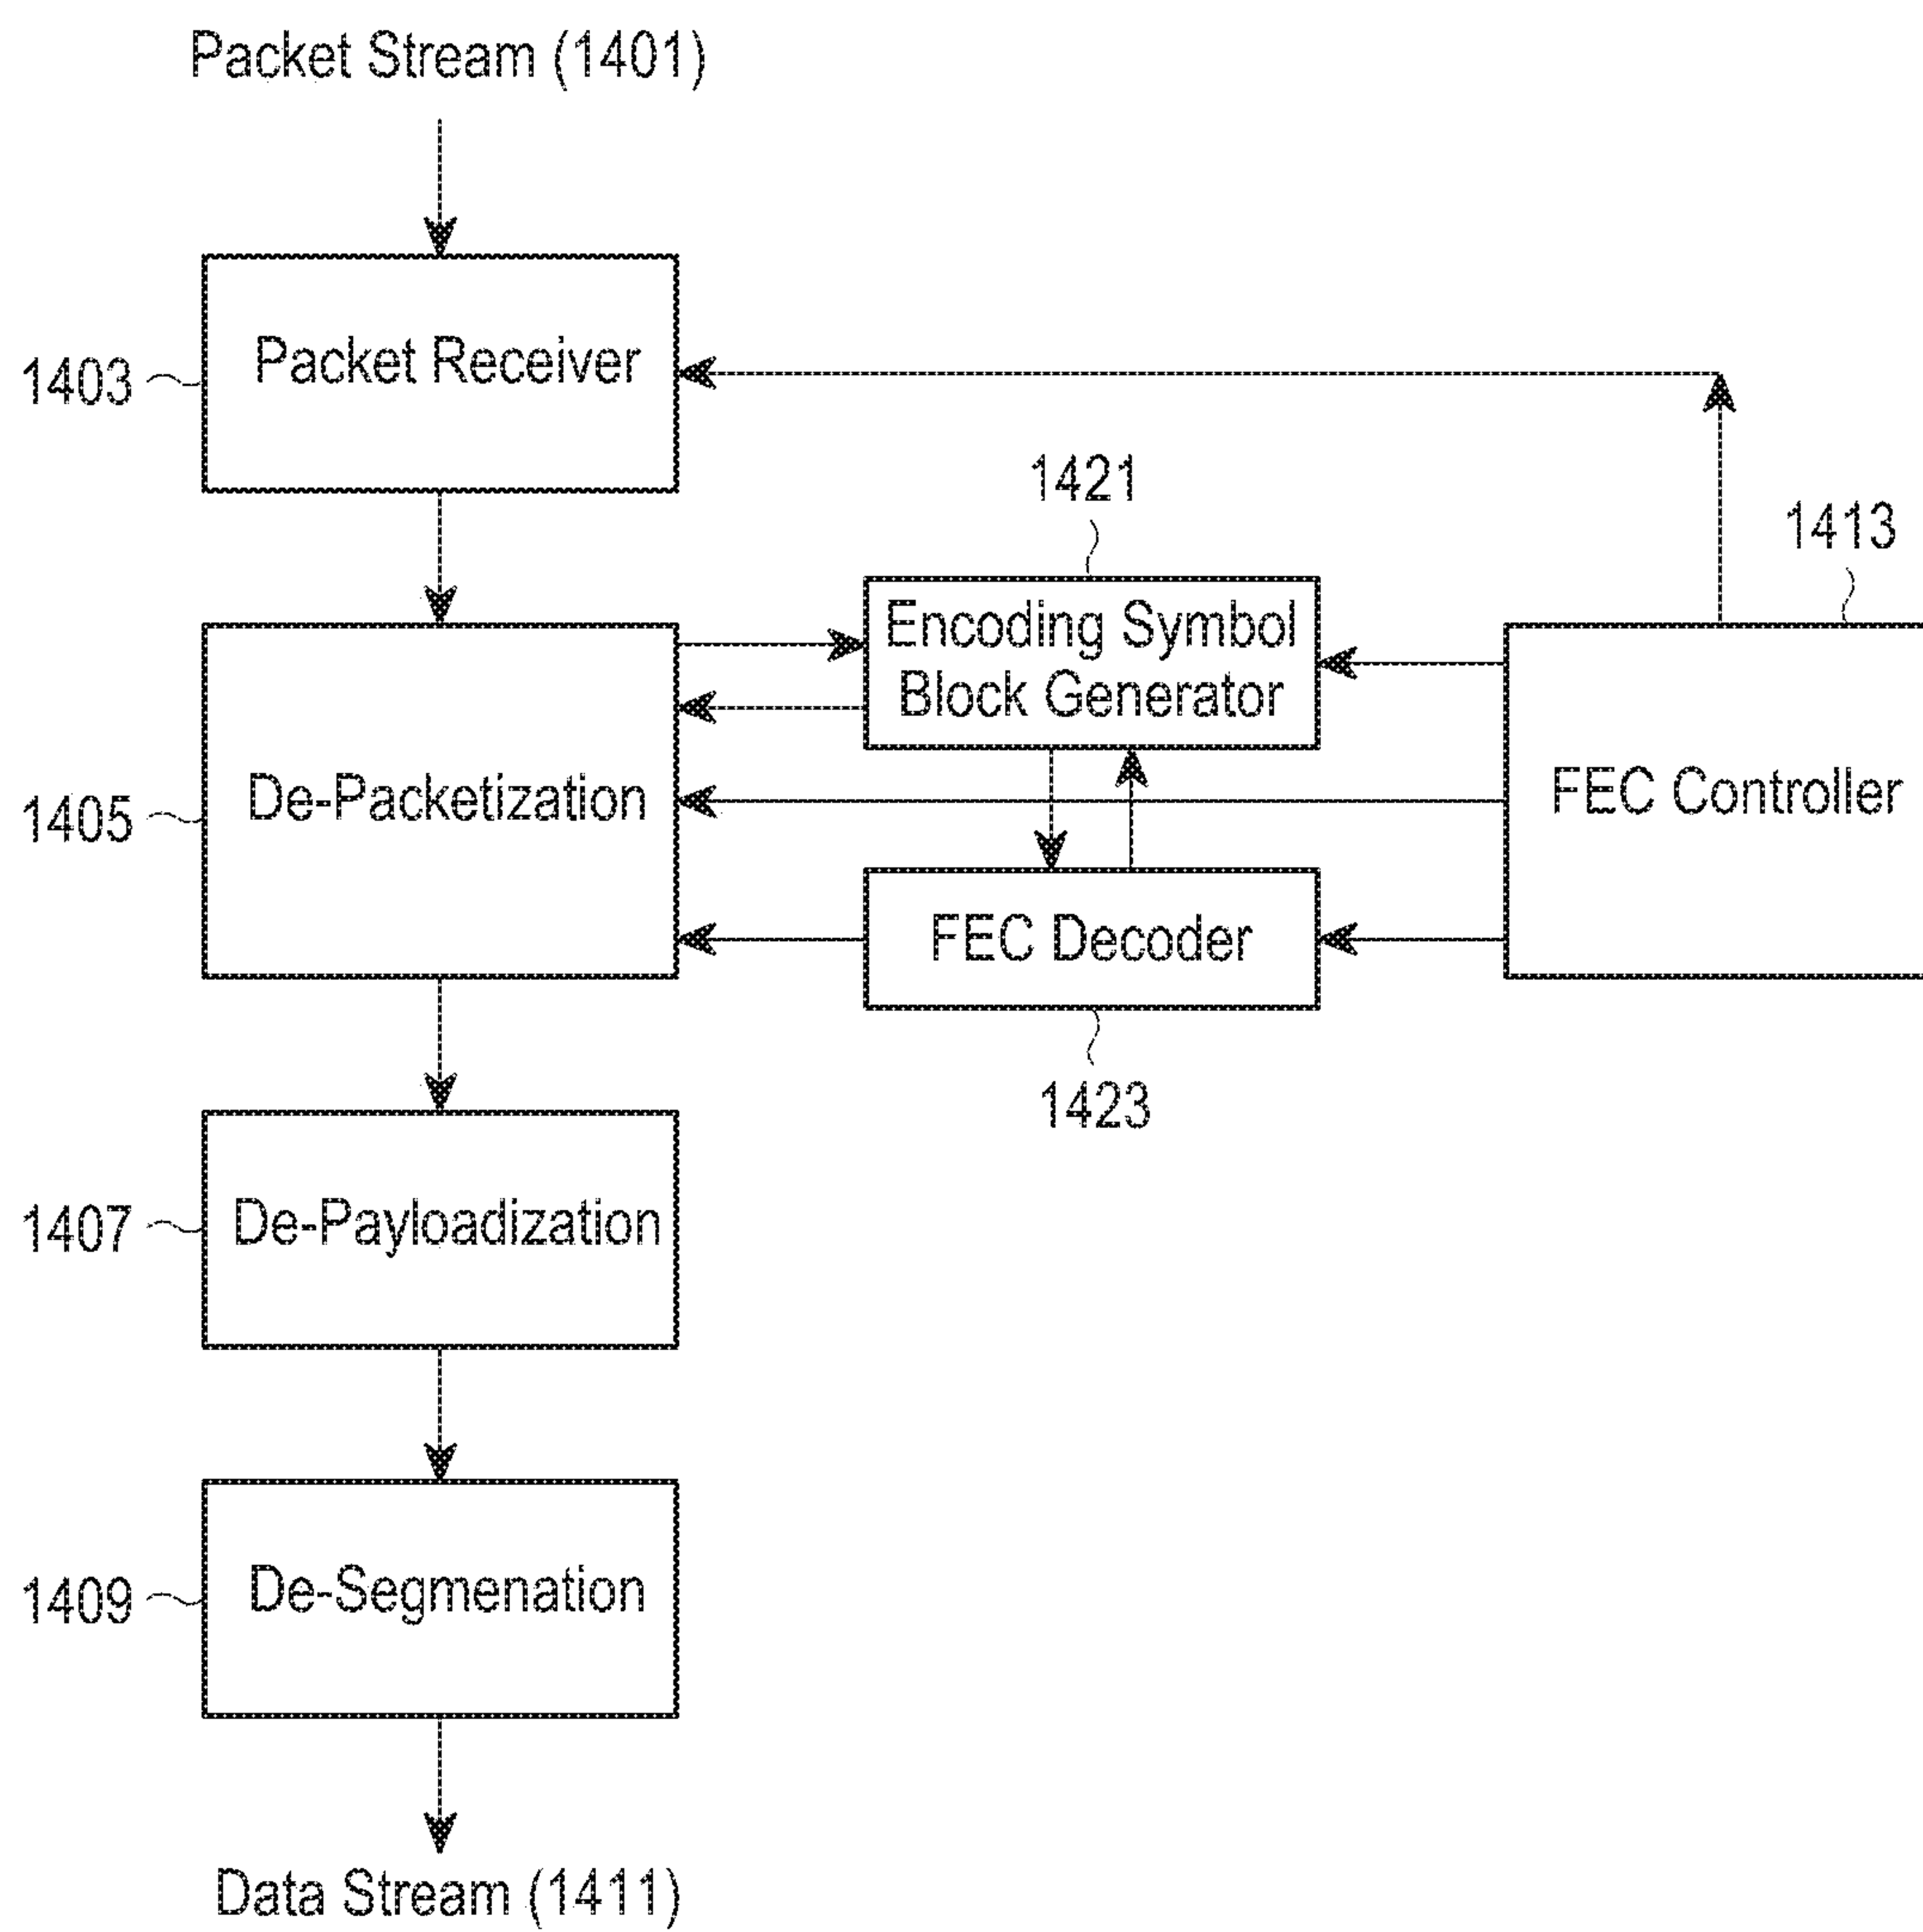 Packet Stream (1401)
Packet Receiver
1403
1421
1413
Encoding Symbol
Block Generator
De-Packetization
FEC Controller
1405
FEC Decoder
1423
De-Payloadization
1407
De-Segmenation
1409
Data Stream (1411)